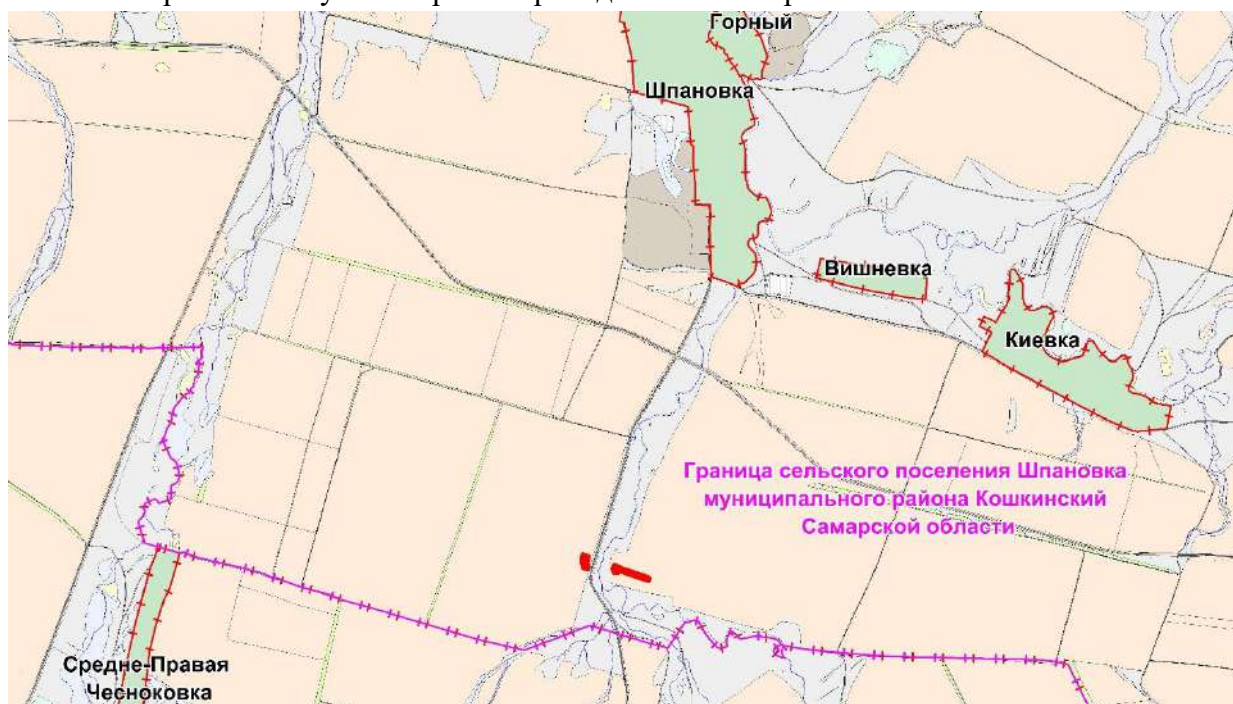 Горный
Шпановка
Вишневка
Киевка
Граница сельского поселения Шпановка
муниципального района Кошкинский
Самарской области
Средне-Правая
Чесноковка